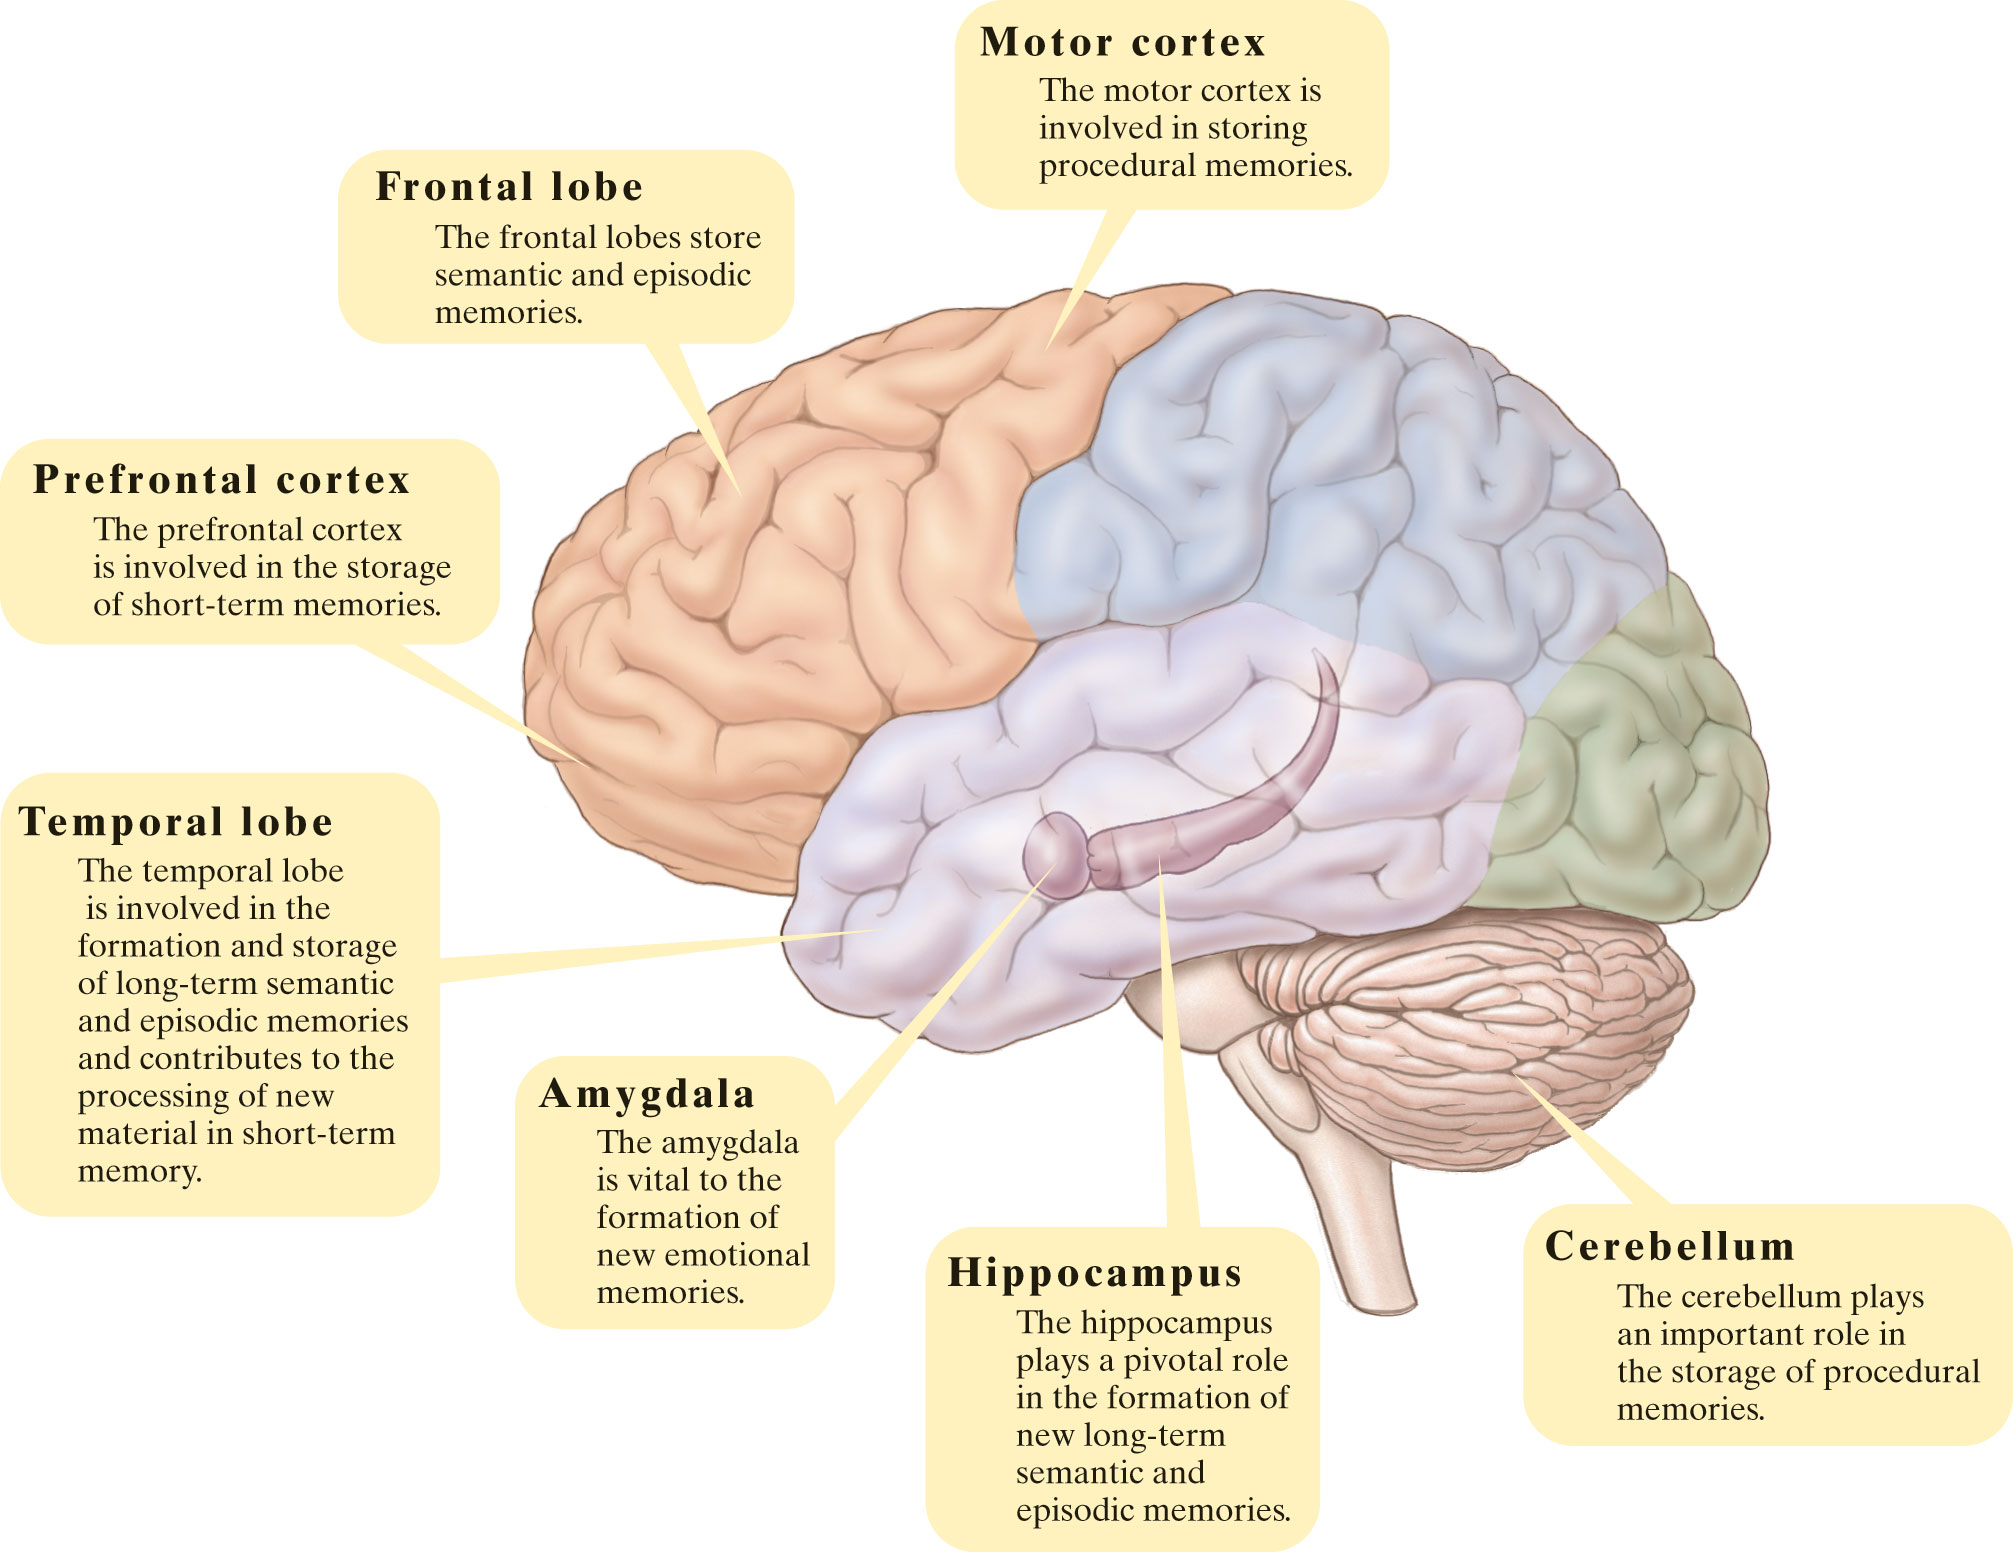 Motor cortex
The motor cortex is
involved in storing
procedural memories.
Frontal lobe
The frontal lobes store
semantic and episodic
memories.
Prefrontal cortex
The prefrontal cortex
is involved in the storage
of short-term memories.
Temporal lobe
The temporal lobe
is involved in the
formation and storage
of long-term semantic
and episodic memories
and contributes to the
processing of new
material in short-term
memory.
Amygdala
The amygdala
is vital to the
formation of
new emotional
memories.
Hippocampus
The hippocampus
plays a pivotal role
in the formation of
new long-term
semantic and
episodic memories.
Cerebellum
The cerebellum plays
an important role in
the storage of procedural
memories.